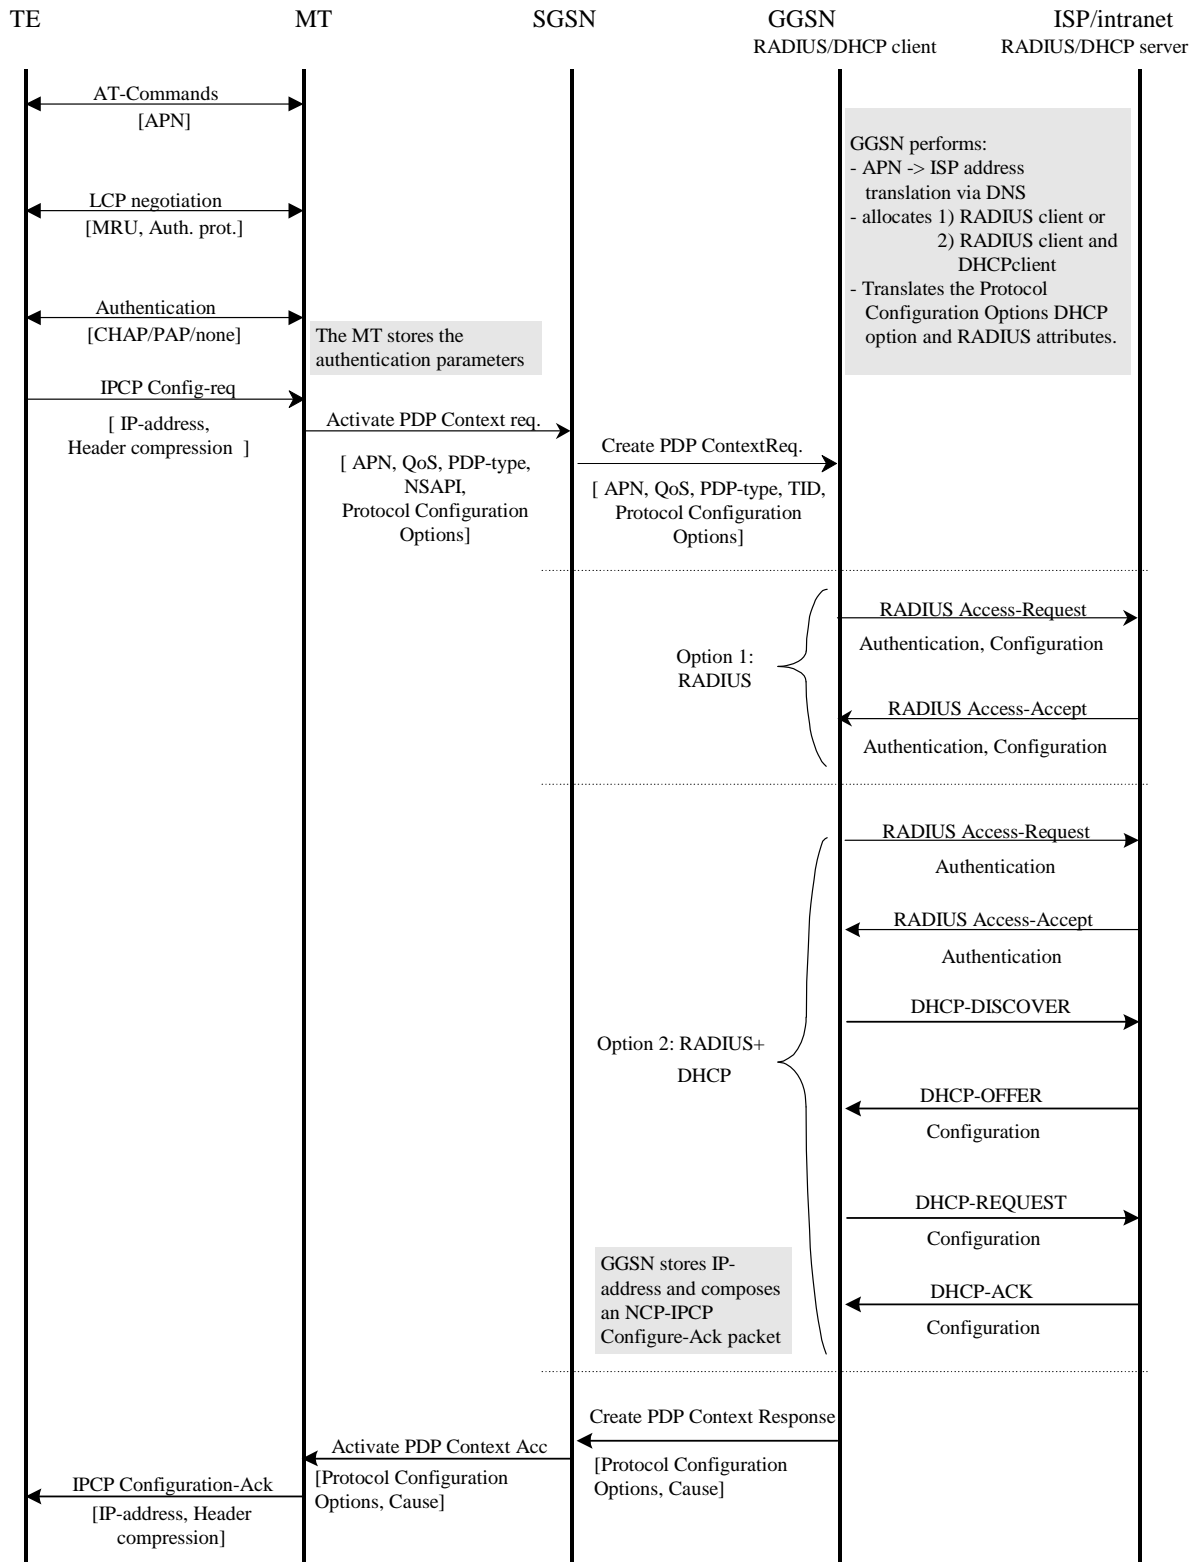 TE
MT
SGSN
GGSN
ISP/intranet
RADIUS/DHCP client
RADIUS/DHCP server
AT-Commands
[APN]
GGSN performs:
- APN -> ISP address
translation via DNS
- allocates 1) RADIUS client or
2) RADIUS client and
DHCPclient
- Translates the Protocol
Configuration Options DHCP
option and RADIUS attributes.
LCP negotiation
[MRU, Auth. prot.]
Authentication
[CHAP/PAP/none]
The MT stores the
authentication parameters
IPCP Config-req
[ IP-address,
Header compression ]
Activate PDP Context req.
[ APN, QoS, PDP-type,
NSAPI,
Protocol Configuration
Options]
Create PDP ContextReq.
[ APN, QoS, PDP-type, TID,
Protocol Configuration
Options]
Option 1:
RADIUS
RADIUS Access-Request
Authentication, Configuration
RADIUS Access-Accept
Authentication, Configuration
Option 2: RADIUS+
DHCP
RADIUS Access-Request
Authentication
RADIUS Access-Accept
Authentication
DHCP-DISCOVER
DHCP-OFFER
Configuration
DHCP-REQUEST
Configuration
DHCP-ACK
Configuration
GGSN stores IP-
address and composes
an NCP-IPCP
Configure-Ack packet
Create PDP Context Response
[Protocol Configuration
Options, Cause]
Activate PDP Context Acc
[Protocol Configuration
Options, Cause]
IPCP Configuration-Ack
[IP-address, Header
compression]